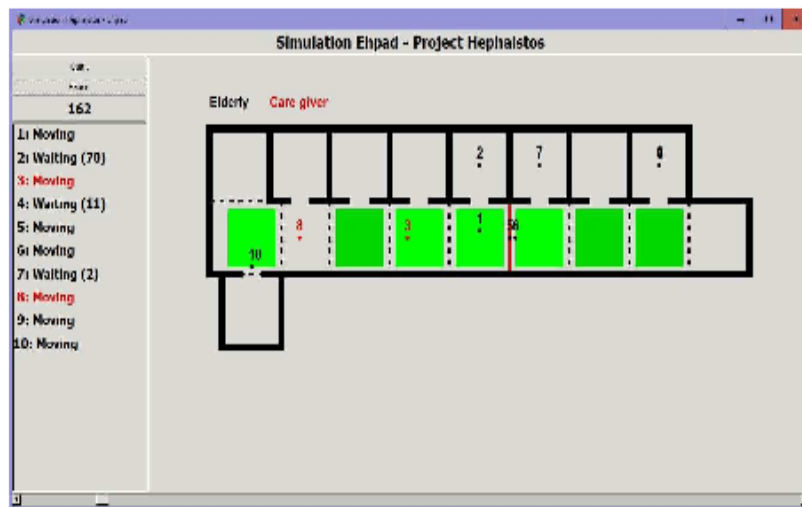 Simulation Ehpad - Project Hephaistos
162
Elderly Care giver
1: Moving
2: Waiting (70)
3: Moving
4: Waiting (11)
5: Moving
6: Moving
7: Waiting (2)
8: Moving
9: Moving
10: Moving
2 7
8 3 1 56
10